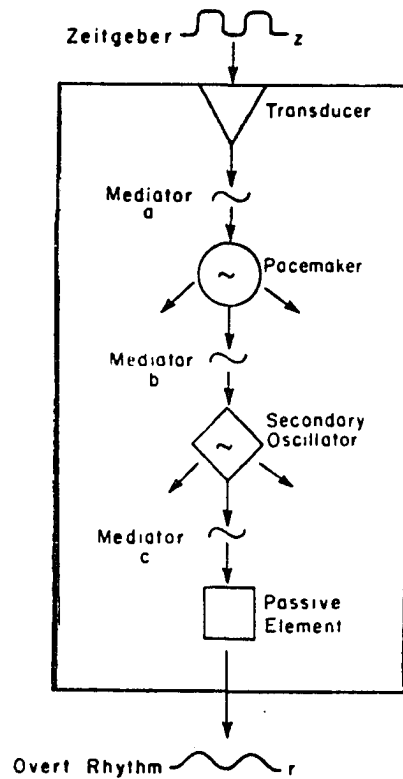 Zeitgeber z
Transducer
Mediator
a
~
Pacemaker
Mediator
b
Secondary
Oscillator
~
Mediator
c
Passive
Element
Overt Rhythm r